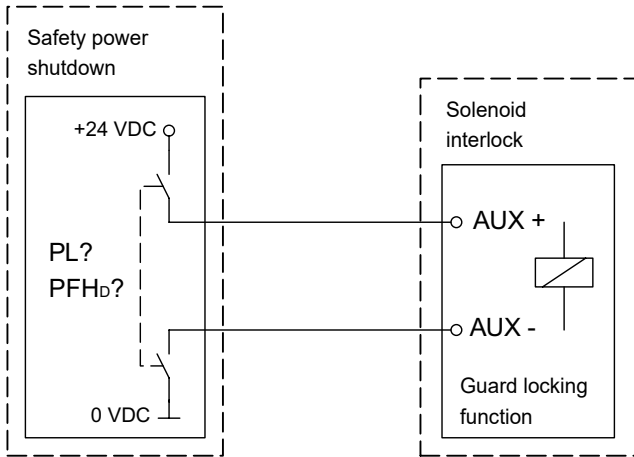 Safety power
shutdown
+24 VDC
PL?
PFHD?
0 VDC
Solenoid
interlock
AUX +
AUX -
Guard locking
function